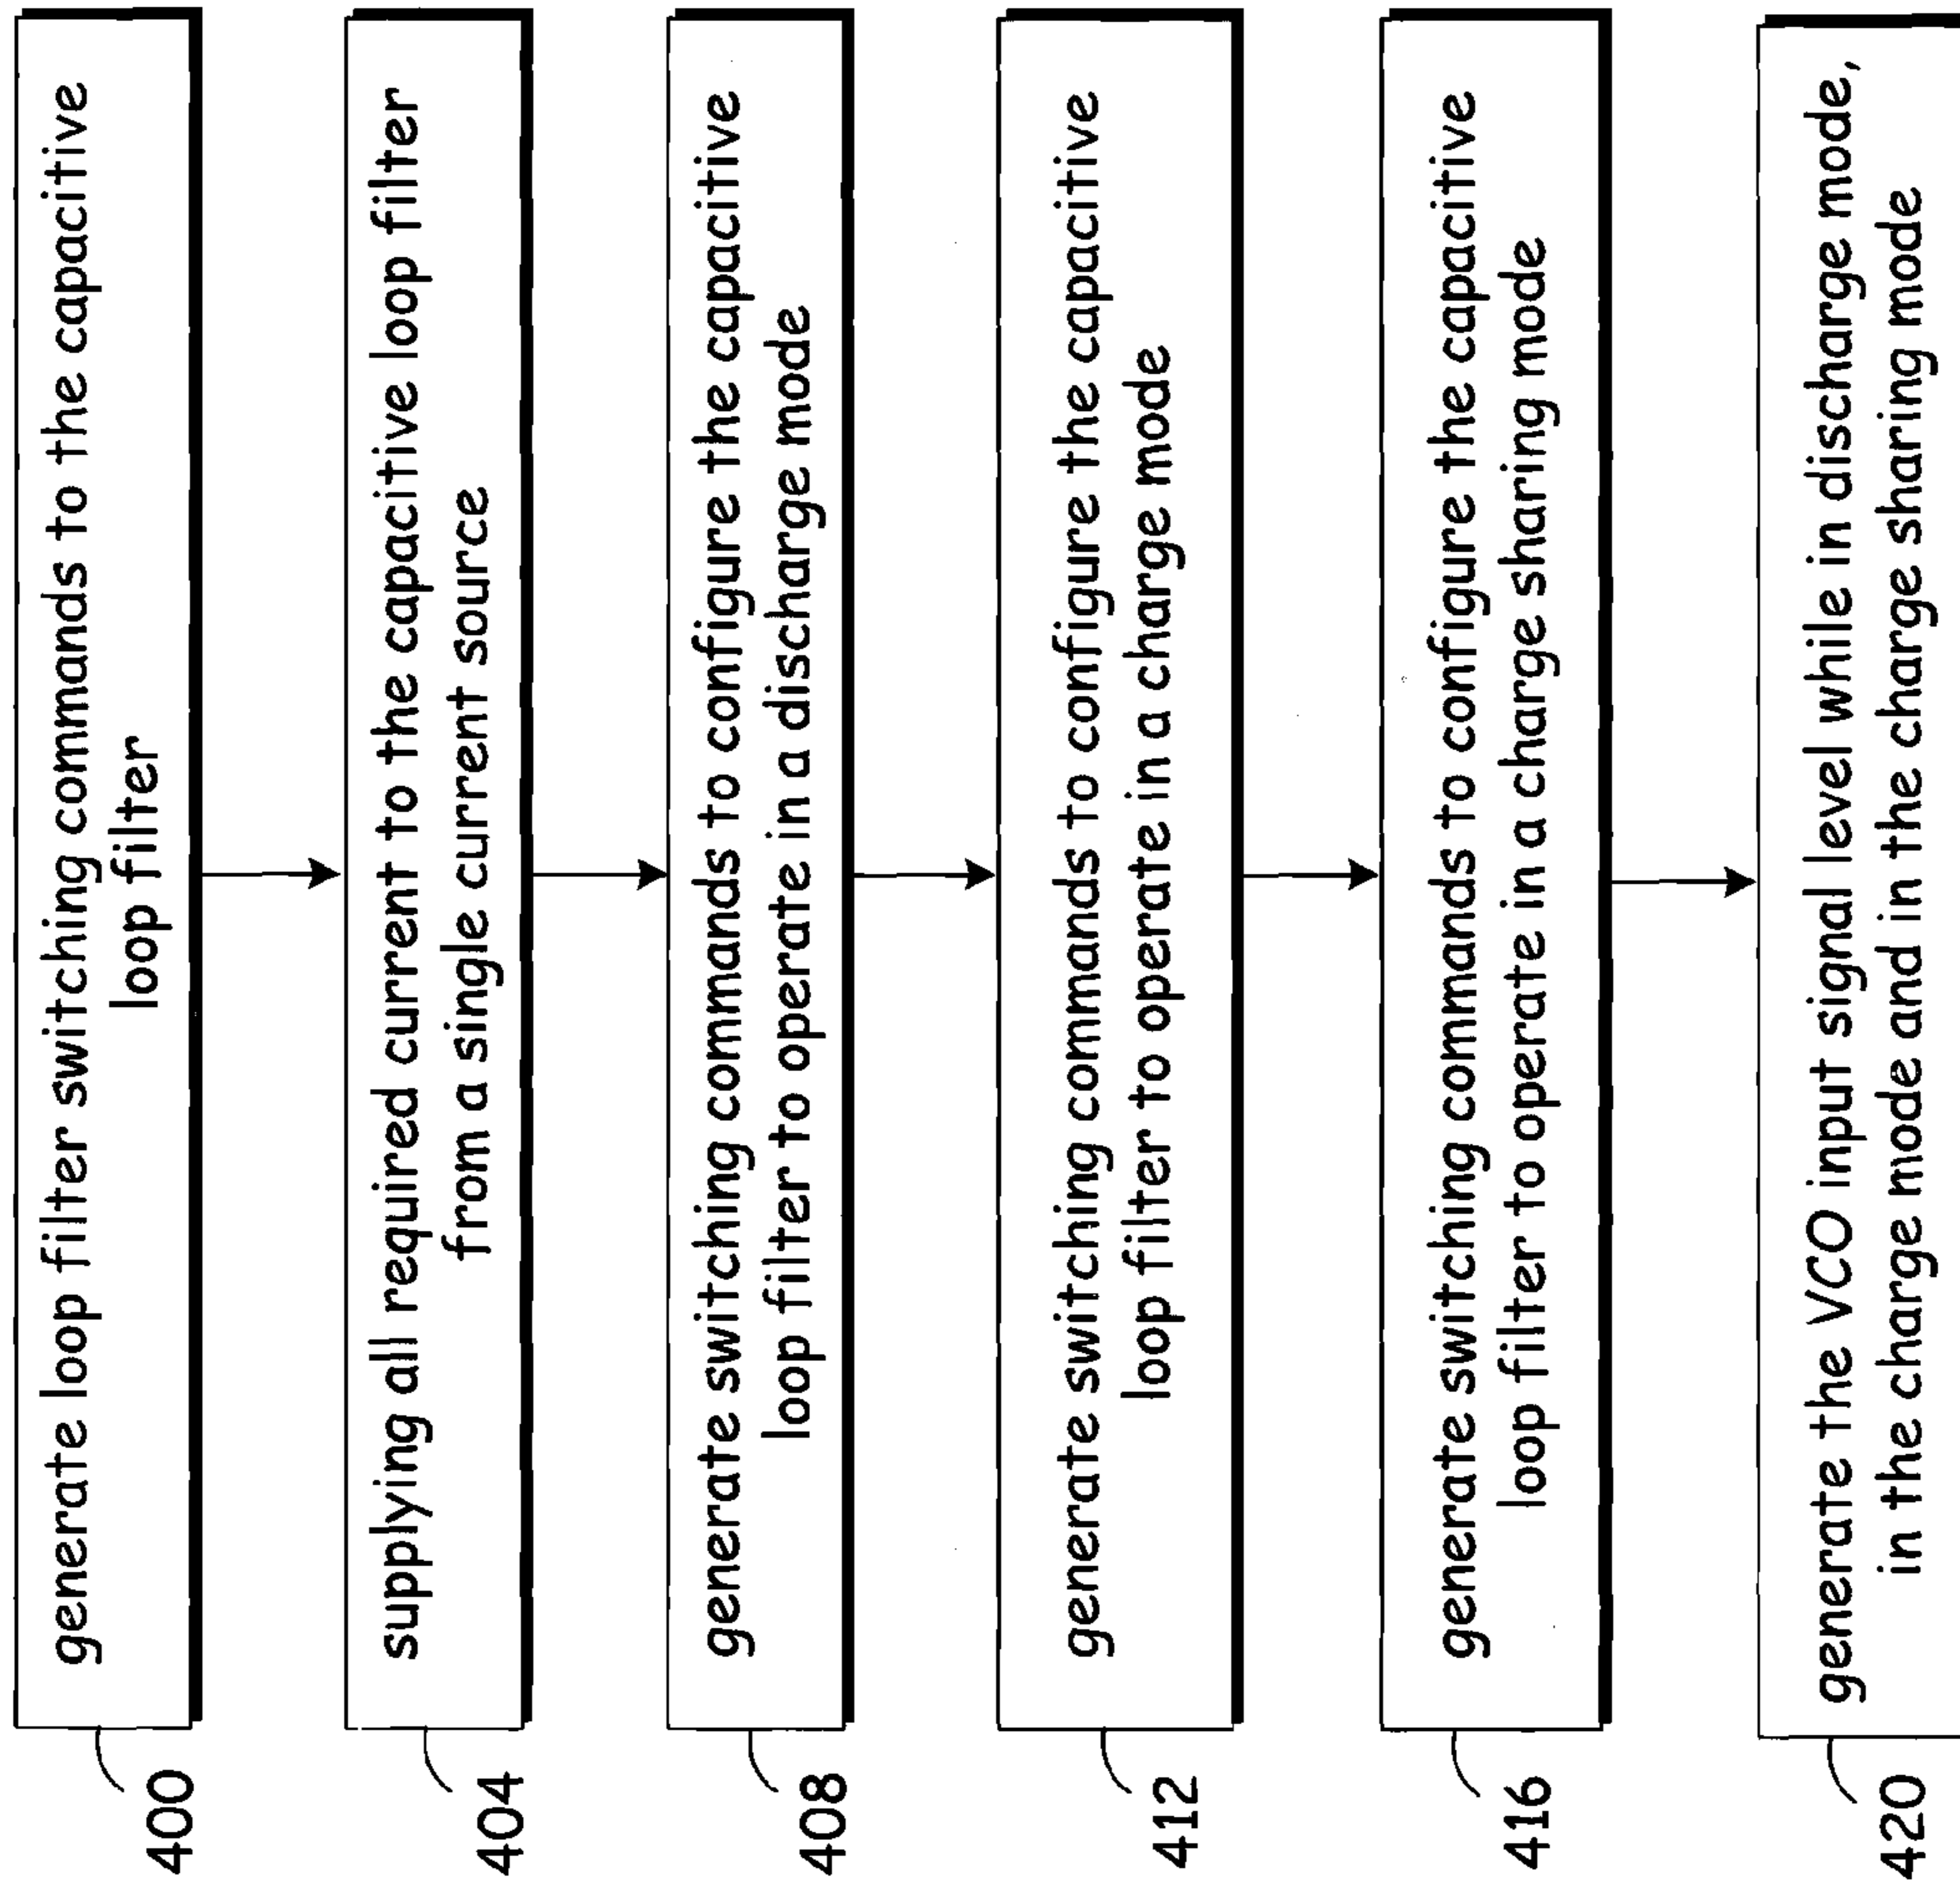 400
generate loop filter switching commands to the capacitive
loop filter
404
supplying all required current to the capacitive loop filter
from a single current source
408
generate switching commands to configure the capacitive
loop filter to operate in a discharge mode
412
generate switching commands to configure the capacitive
loop filter to operate in a charge mode
416
generate switching commands to configure the capacitive
loop filter to operate in a charge sharing mode
420
generate the VCO input signal level while in discharge mode,
in the charge mode and in the charge sharing mode